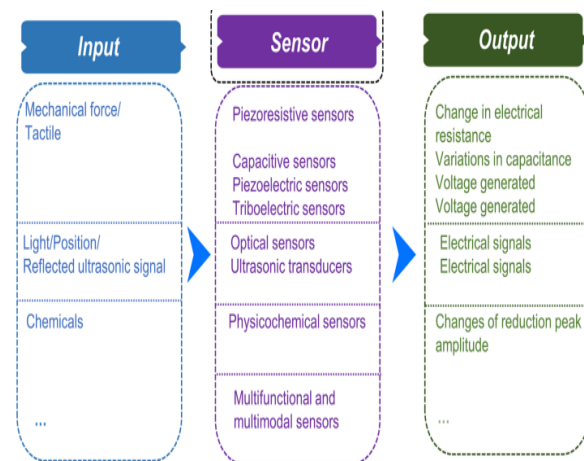 Input
Sensor
Output
Mechanical force/
Tactile
Light/Position/
Reflected ultrasonic signal
Chemicals
...
Piezoresistive sensors
Capacitive sensors
Piezoelectric sensors
Triboelectric sensors
Optical sensors
Ultrasonic transducers
Physicochemical sensors
Multifunctional and
multimodal sensors
Change in electrical
resistance
Variations in capacitance
Voltage generated
Voltage generated
Electrical signals
Electrical signals
Changes of reduction peak
amplitude
...